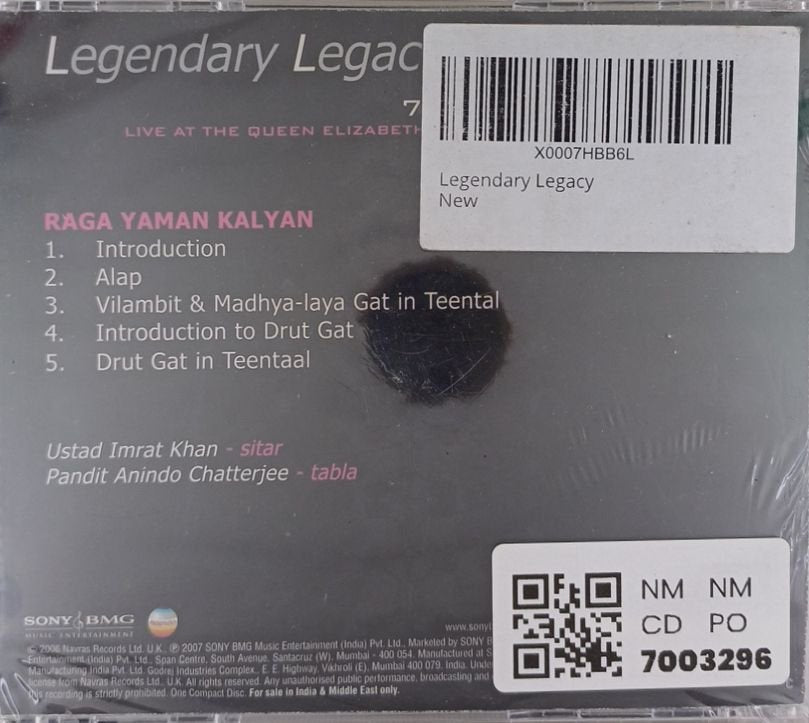 Legendary Legac
7
LIVE AT THE QUEEN ELIZABETH
X0007HBB6L
Legendary Legacy
New
RAGA YAMAN KALYAN
1. Introduction
2. Alap
3. Vilambit & Madhya-laya Gat in Teental
4. Introduction to Drut Gat
5. Drut Gat in Teentaal
Ustad Imrat Khan - sitar
Pandit Anindo Chatterjee - tabla
SONY BMG
MUSIC ENTERTAINMENT
NM NM
CD PO
7003296
www.sony
© 2006 Navras Records Ltd. U.K. ℗ 2007 SONY BMG Music Entertainment (India) Pvt. Ltd., Marketed by SONY B
Entertainment (India) Pvt. Ltd., Span Centre, South Avenue, Santacruz (W), Mumbai - 400 054. Manufactured at S
Manufacturing India Pvt. Ltd. Godrej Industries Complex, E. E. Highway, Vikhroli (E), Mumbai 400 079. India. Unde
license from Navras Records Ltd., U.K. All rights reserved. Any unauthorised public performance, broadcasting and
this recording is strictly prohibited. One Compact Disc. For sale in India & Middle East only.